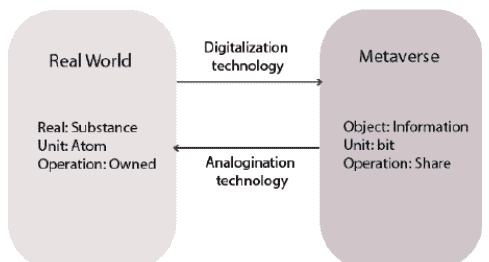 Real World
Real: Substance
Unit: Atom
Operation: Owned
Digitalization
technology
Analogination
technology
Metaverse
Object: Information
Unit: bit
Operation: Share